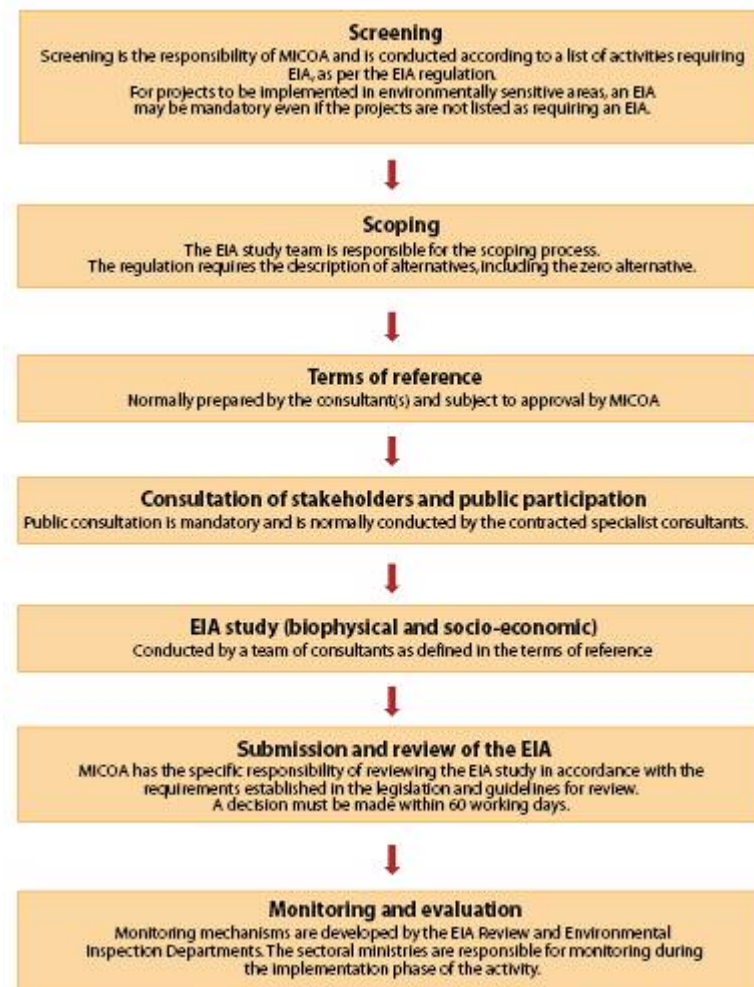 Screening
Screening is the responsibility of MICOA and is conducted according to a list of activities requiring
EIA, as per the EIA regulation.
For projects to be implemented in environmentally sensitive areas, an EIA
may be mandatory even if the projects are not listed as requiring an EIA.
Scoping
The EIA study team is responsible for the scoping process.
The regulation requires the description of alternatives, including the zero alternative.
Terms of reference
Normally prepared by the consultant(s) and subject to approval by MICOA
Consultation of stakeholders and public participation
Public consultation is mandatory and is normally conducted by the contracted specialist consultants.
EIA study (biophysical and socio-economic)
Conducted by a team of consultants as defined in the terms of reference
Submission and review of the EIA
MICOA has the specific responsibility of reviewing the EIA study in accordance with the
requirements established in the legislation and guidelines for review.
A decision must be made within 60 working days.
Monitoring and evaluation
Monitoring mechanisms are developed by the EIA Review and Environmental
Inspection Departments. The sectoral ministries are responsible for monitoring during
the implementation phase of the activity.